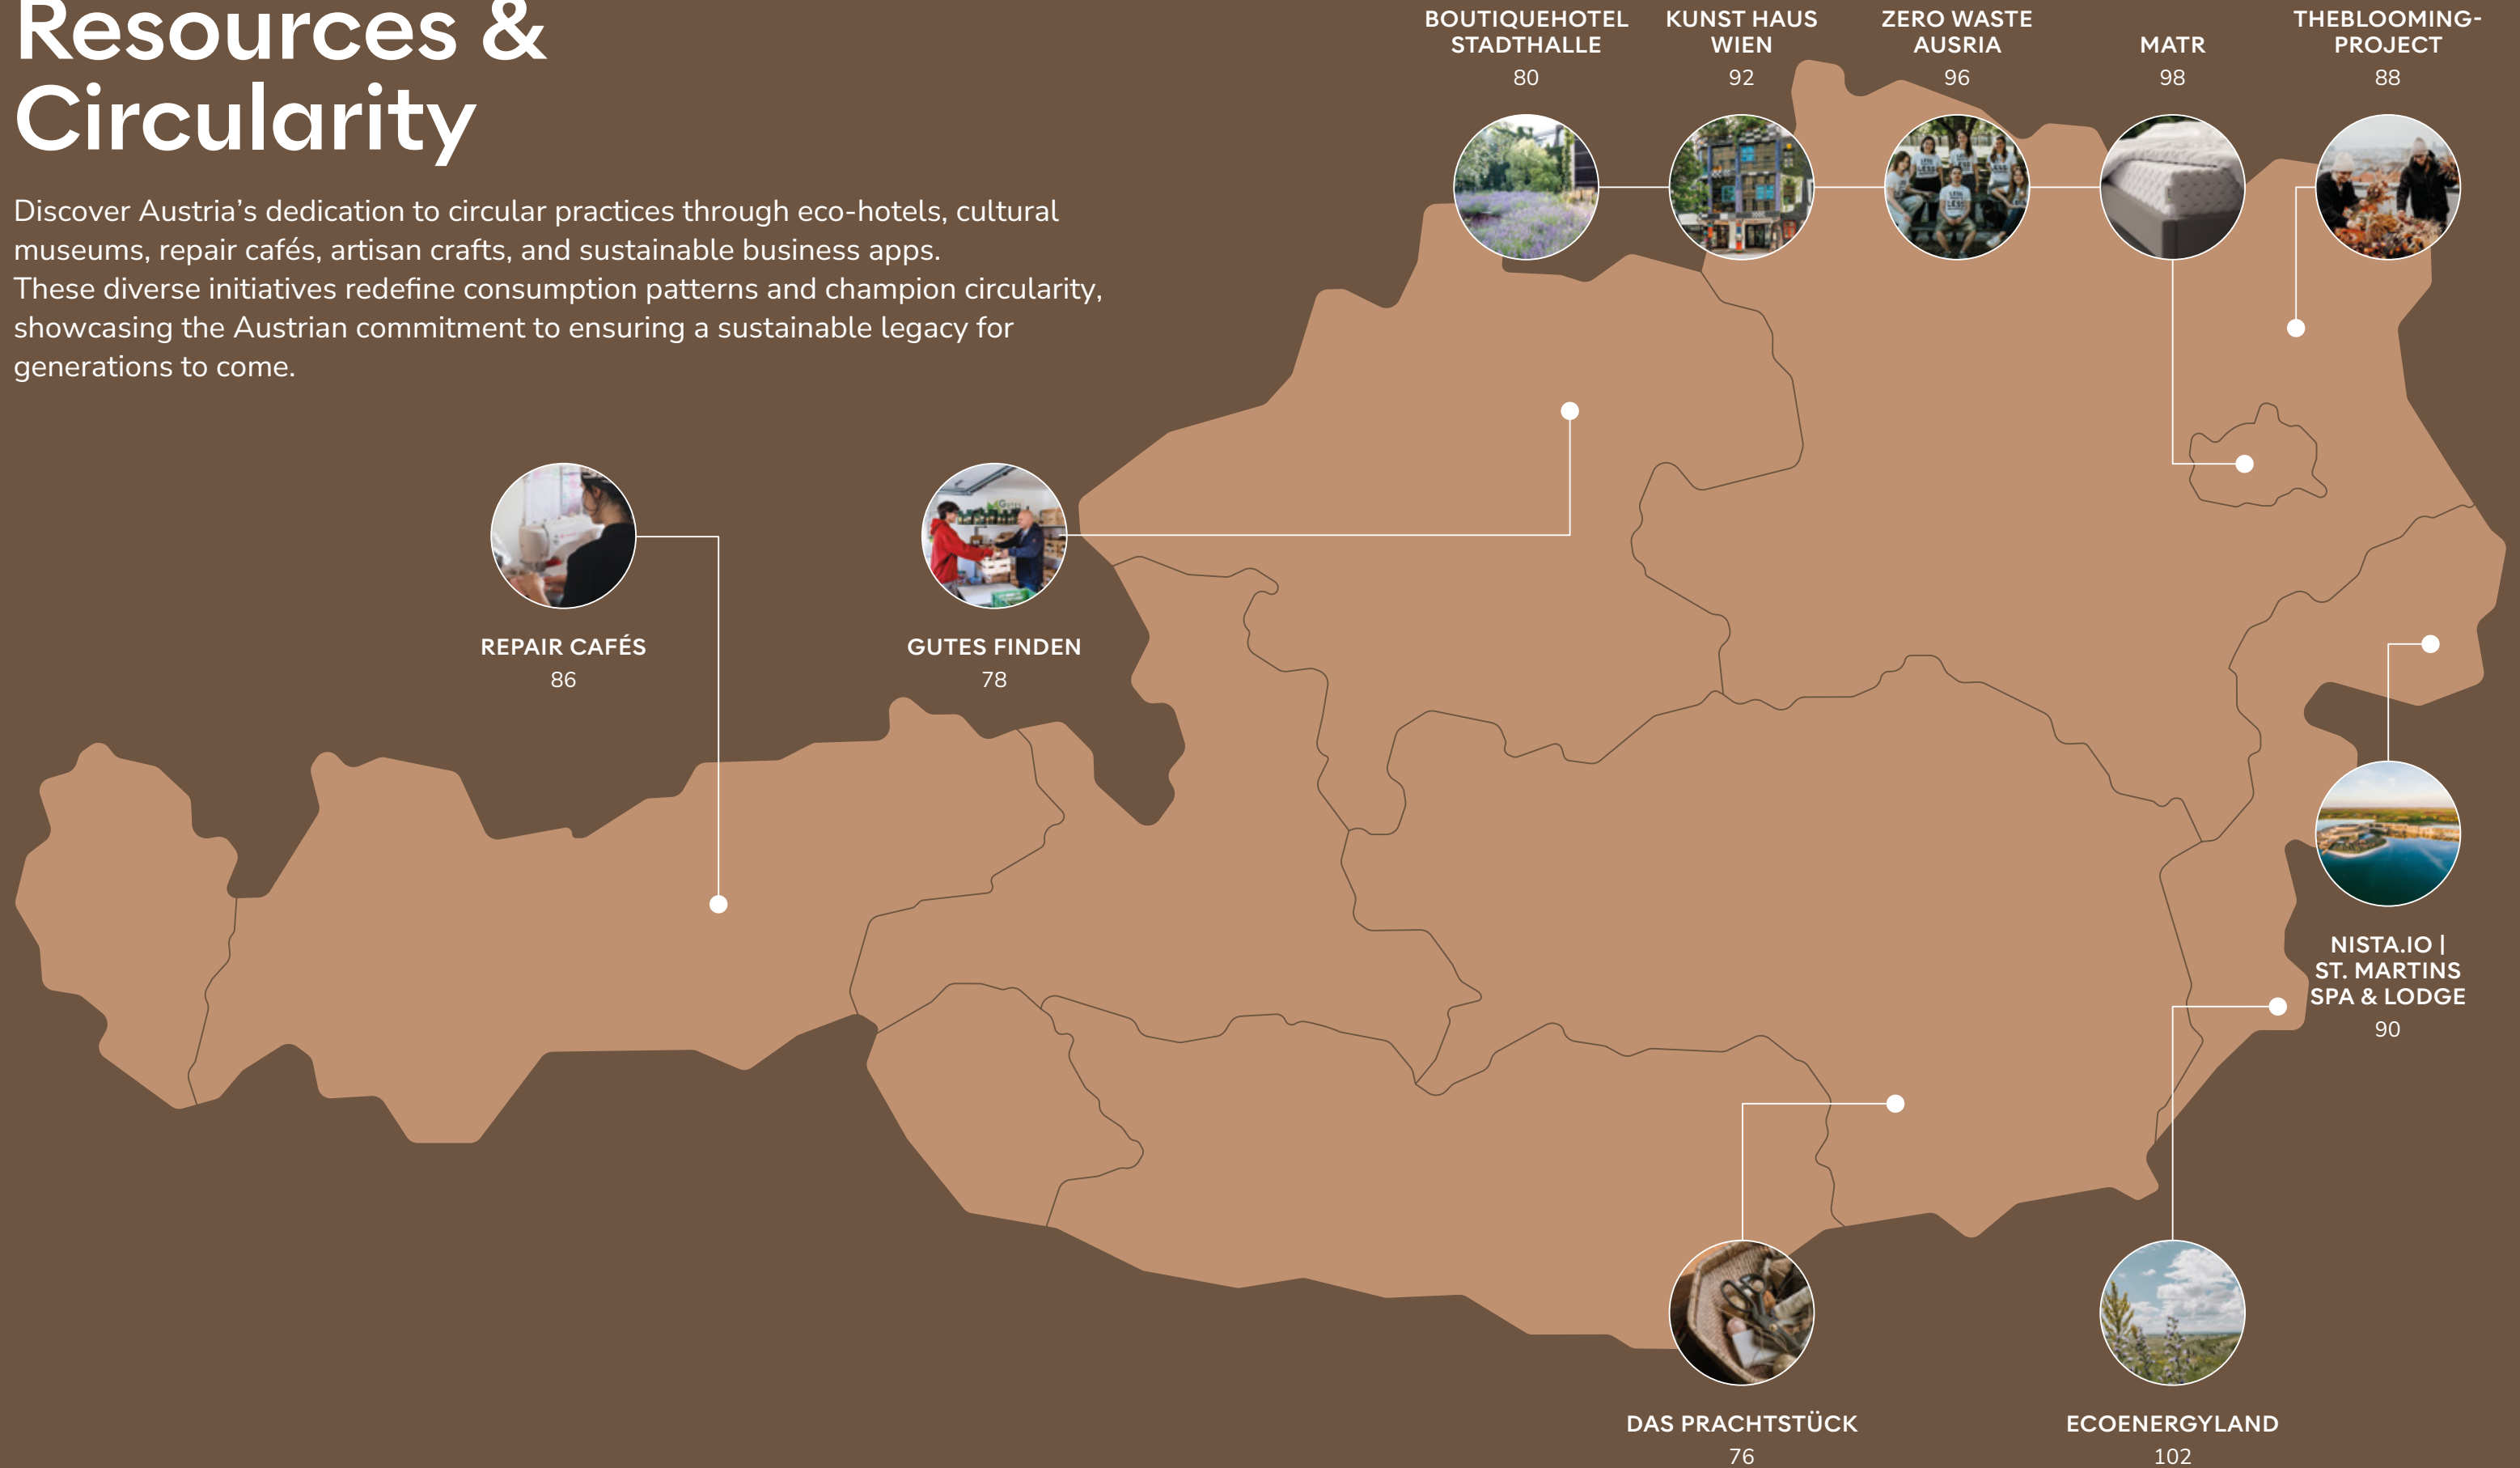 Resources &
Circularity
Discover Austria’s dedication to circular practices through eco-hotels, cultural
museums, repair cafés, artisan crafts, and sustainable business apps.
These diverse initiatives redefine consumption patterns and champion circularity,
showcasing the Austrian commitment to ensuring a sustainable legacy for
generations to come.
BOUTIQUEHOTEL
STADTHALLE
80
KUNST HAUS
WIEN
92
ZERO WASTE
AUSRIA
96
MATR
98
THEBLOOMING-
PROJECT
88
REPAIR CAFÉS
86
GUTES FINDEN
78
NISTA.IO |
ST. MARTINS
SPA & LODGE
90
DAS PRACHTSTÜCK
76
ECOENERGYLAND
102